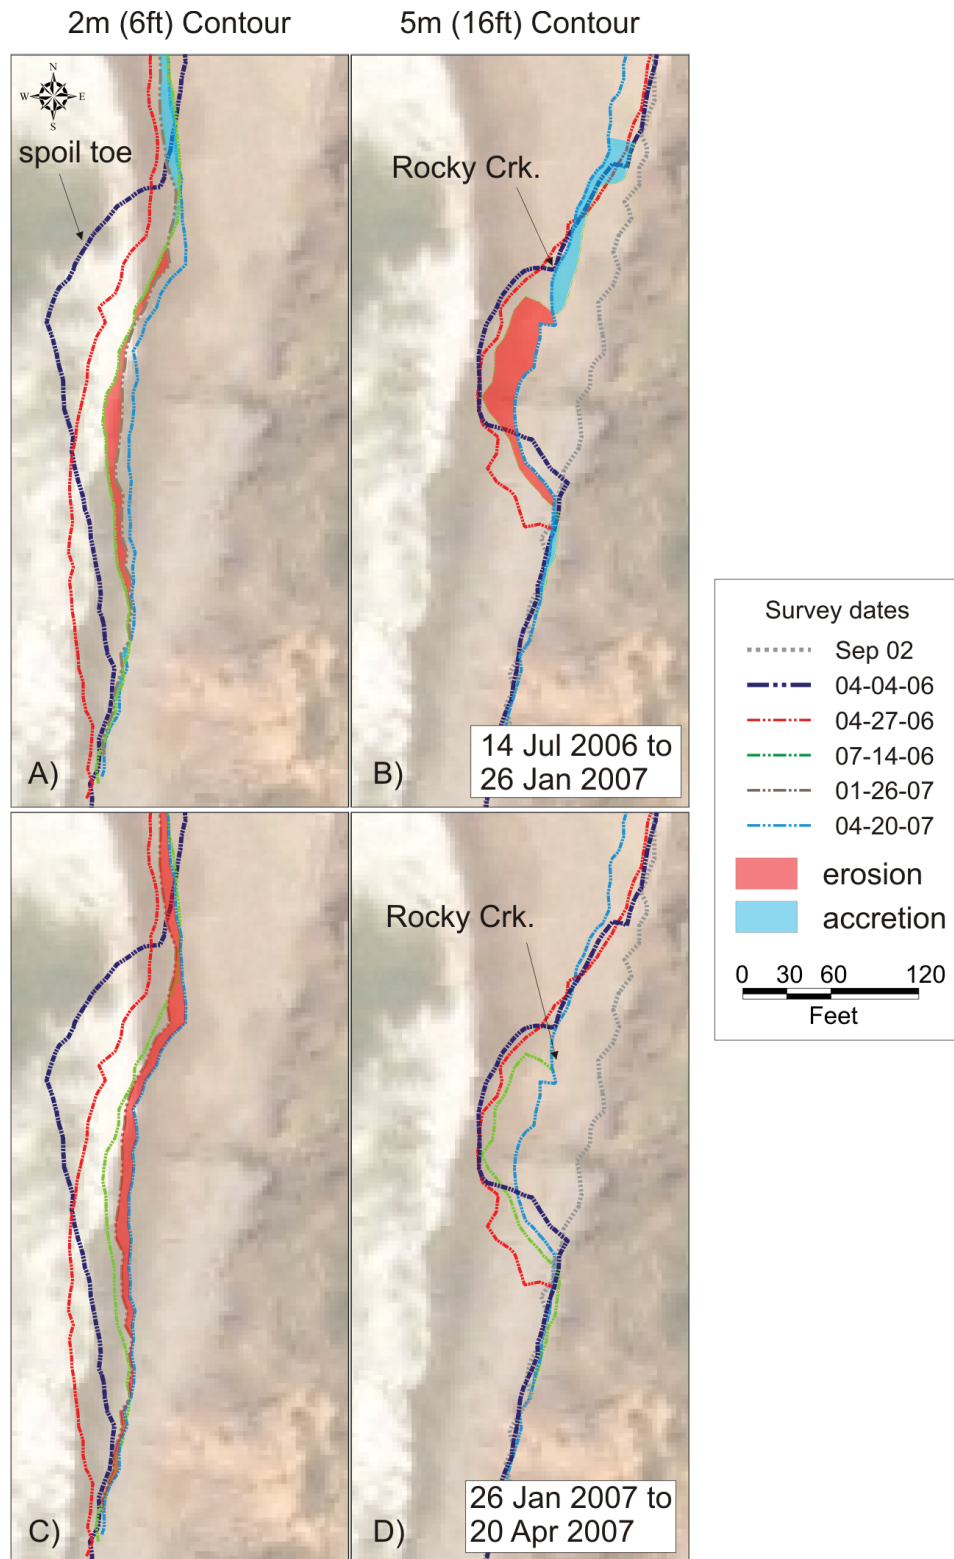 2m (6ft) Contour
5m (16ft) Contour
N
W E
S
spoil toe
Rocky Crk.
A)
B)
14 Jul 2006 to
26 Jan 2007
Survey dates
Sep 02
04-04-06
04-27-06
07-14-06
01-26-07
04-20-07
erosion
accretion
0 30 60 120
Feet
Rocky Crk.
C)
D)
26 Jan 2007 to
20 Apr 2007